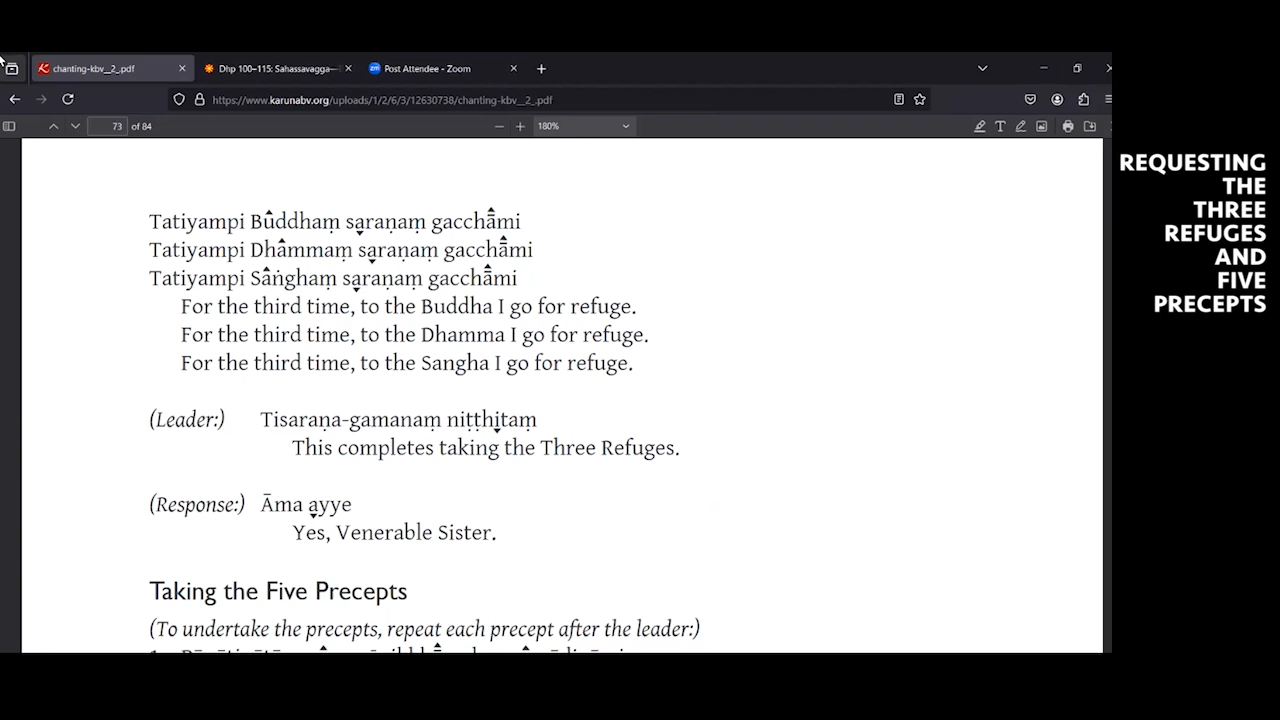 chanting-kbv__2_.pdf
Dhp 100–115: Sahassavagga—
Post Attendee - Zoom
https://www.karunabv.org/uploads/1/2/6/3/12630738/chanting-kbv__2_.pdf
73 of 84
180%
Tatiyampi Buddhaṃ saraṇaṃ gacchāmi
Tatiyampi Dhammaṃ saraṇaṃ gacchāmi
Tatiyampi Saṅghaṃ saraṇaṃ gacchāmi
For the third time, to the Buddha I go for refuge.
For the third time, to the Dhamma I go for refuge.
For the third time, to the Sangha I go for refuge.
(Leader:) Tisaraṇa-gamanaṃ niṭṭhitaṃ
This completes taking the Three Refuges.
(Response:) Āma ayye
Yes, Venerable Sister.
Taking the Five Precepts
(To undertake the precepts, repeat each precept after the leader:)
REQUESTING
THE
THREE
REFUGES
AND
FIVE
PRECEPTS